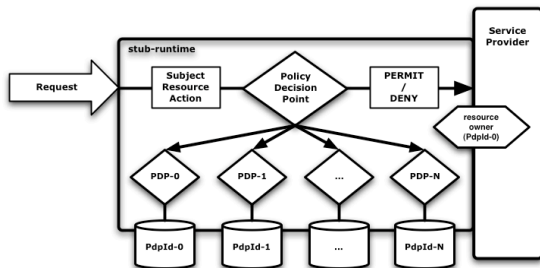 Service
Provider
stub-runtime
Request
Subject
Resource
Action
Policy
Decision
Point
PERMIT
/
DENY
resource
owner
(PdpId-0)
PDP-0
PDP-1
...
PDP-N
PdpId-0
PdpId-1
...
PdpId-N